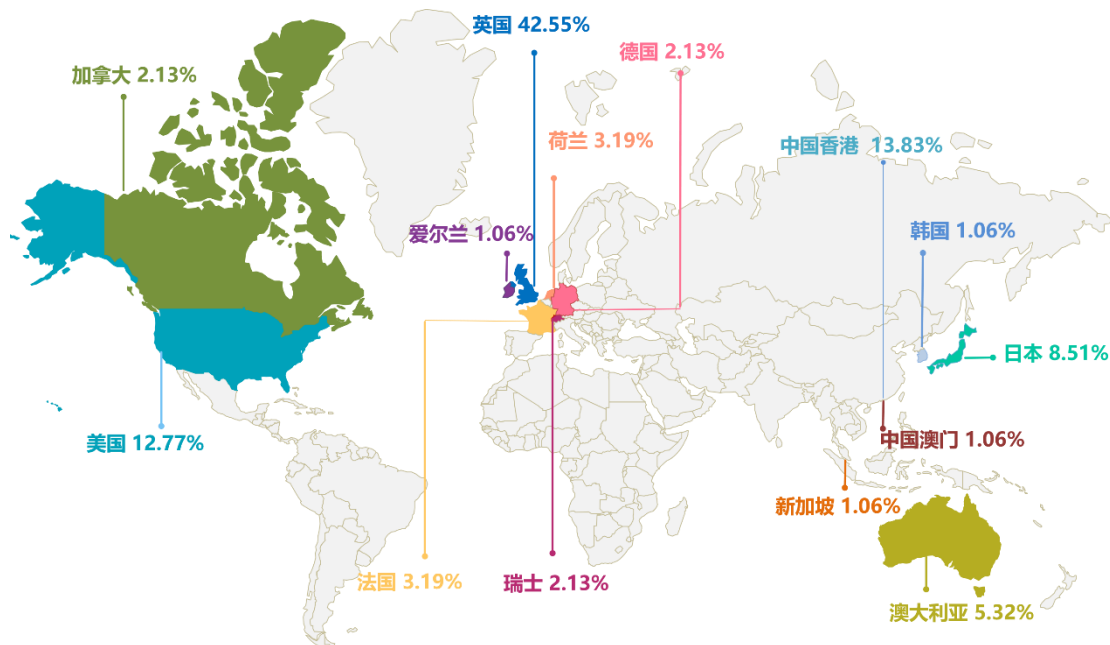 英国 42.55%
德国 2.13%
加拿大 2.13%
荷兰 3.19%
中国香港 13.83%
爱尔兰 1.06%
韩国 1.06%
日本 8.51%
美国 12.77%
中国澳门 1.06%
新加坡 1.06%
法国 3.19%
瑞士 2.13%
澳大利亚 5.32%